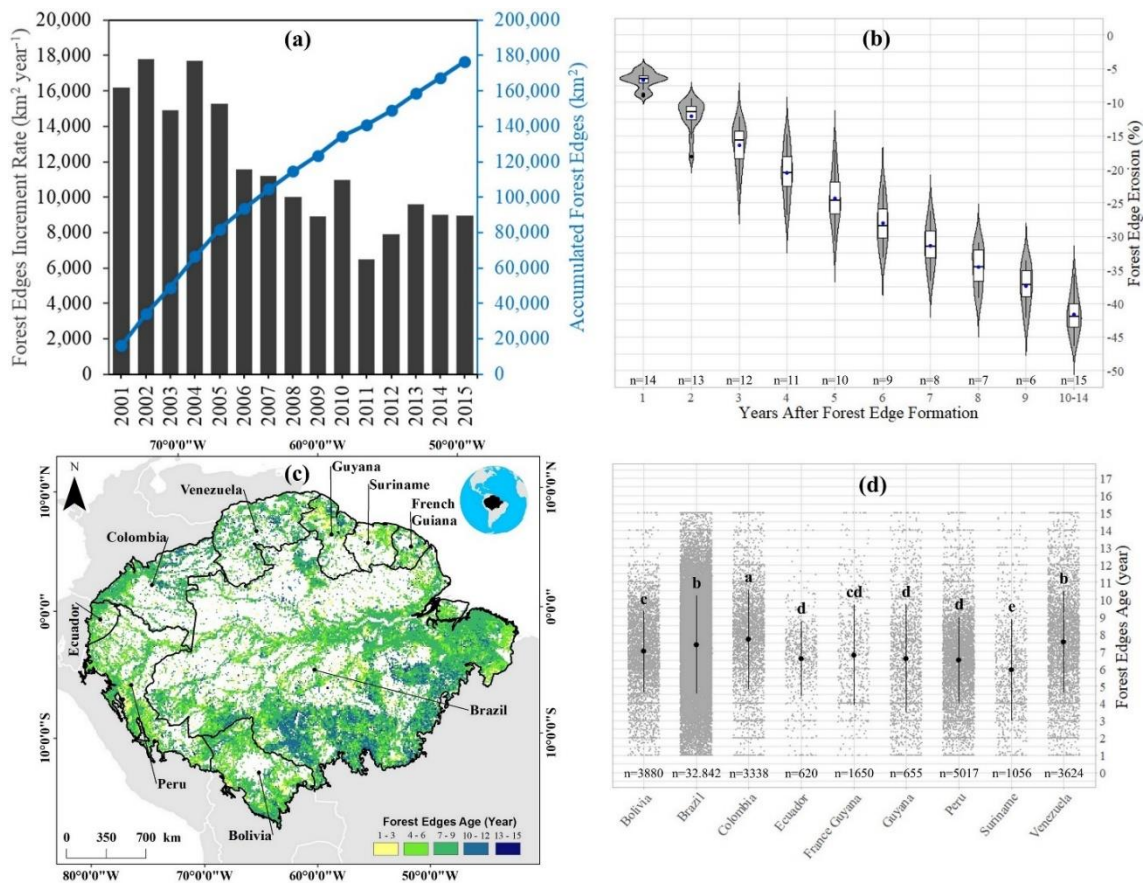 (a)
Forest Edges Increment Rate (km² year⁻¹)
20,000
18,000
16,000
14,000
12,000
10,000
8,000
6,000
4,000
2,000
0
200,000
180,000
160,000
140,000
120,000
100,000
80,000
60,000
40,000
20,000
0
Accumulated Forest Edges (km²)
2001 2002 2003 2004 2005 2006 2007 2008 2009 2010 2011 2012 2013 2014 2015
(b)
0
-5
-10
-15
-20
-25
-30
-35
-40
-45
-50
Forest Edge Erosion (%)
n=14 n=13 n=12 n=11 n=10 n=9 n=8 n=7 n=6 n=15
1 2 3 4 5 6 7 8 9 10-14
Years After Forest Edge Formation
70°0'0"W 60°0'0"W 50°0'0"W
N
(c)
Guyana
Suriname
French
Guiana
Venezuela
Colombia
Ecuador
Peru
Bolivia
Brazil
10°0'0"N
0°0'0"
10°0'0"S
10°0'0"N
0°0'0"
10°0'0"S
0 350 700 km
Forest Edges Age (Year)
1 - 3 4 - 6 7 - 9 10 - 12 13 - 15
80°0'0"W 70°0'0"W 60°0'0"W 50°0'0"W
(d)
17
16
15
14
13
12
11
10
9
8
7
6
5
4
3
2
1
0
Forest Edges Age (year)
c b a d cd d d e b
n=3880 n=32.842 n=3338 n=620 n=1650 n=655 n=5017 n=1056 n=3624
Bolivia Brazil Colombia Ecuador France Guyana Guyana Peru Suriname Venezuela